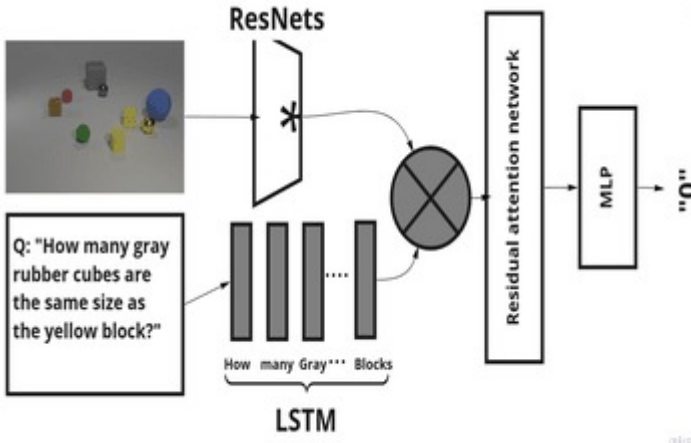 ResNets
*
Q: "How many gray
rubber cubes are
the same size as
the yellow block?"
How many Gray... Blocks
....
LSTM
Residual attention network
MLP
"0"